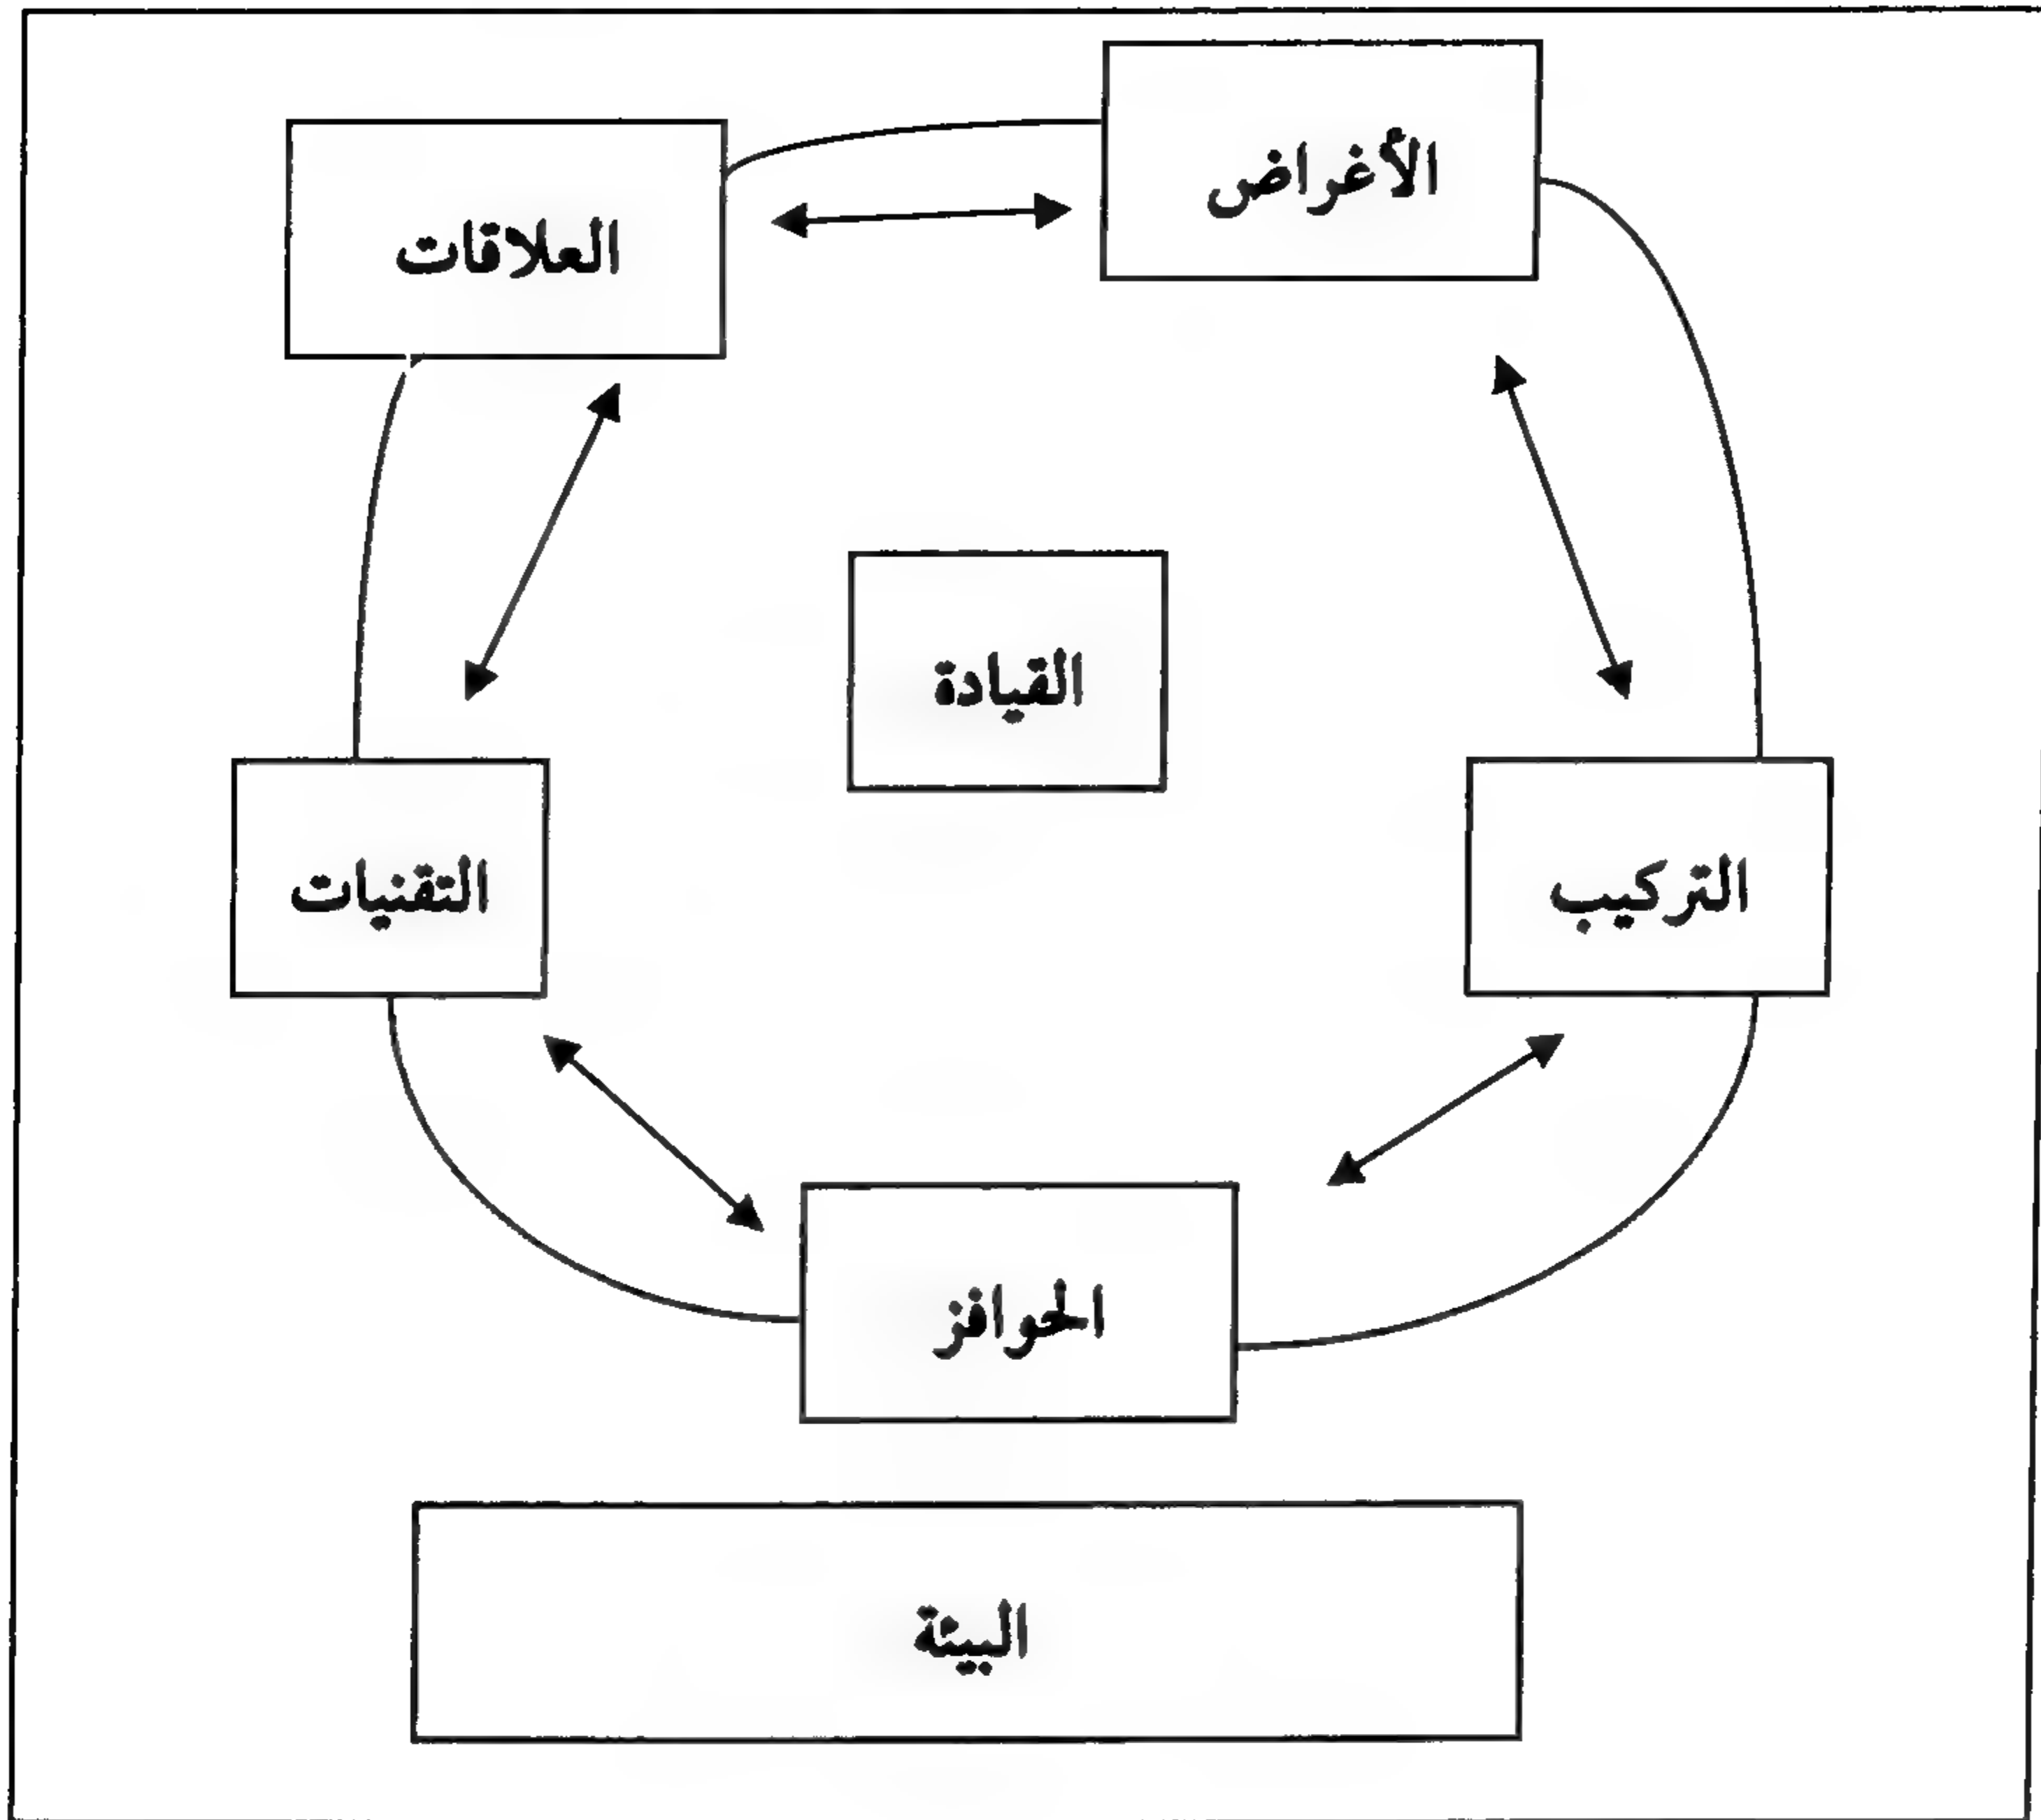 الأغراض
العلاقات
القيادة
التركيب
التقنيات
الحوافز
البيئة